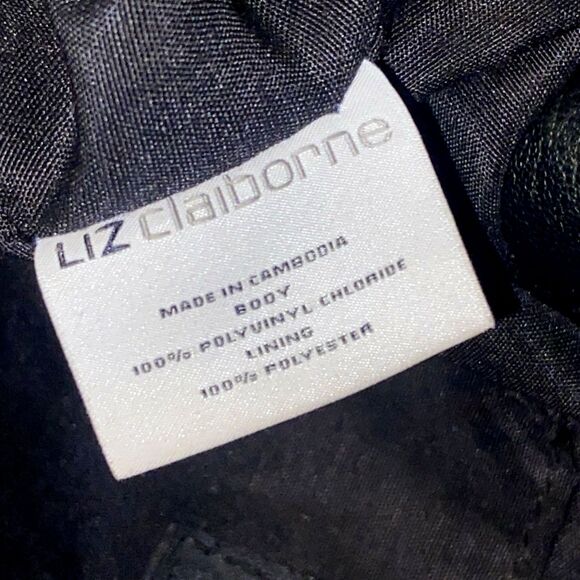 LIZ claiborne
MADE IN CAMBODIA
BODY
100% POLYVINYL CHLORIDE
LINING
100% POLYESTER